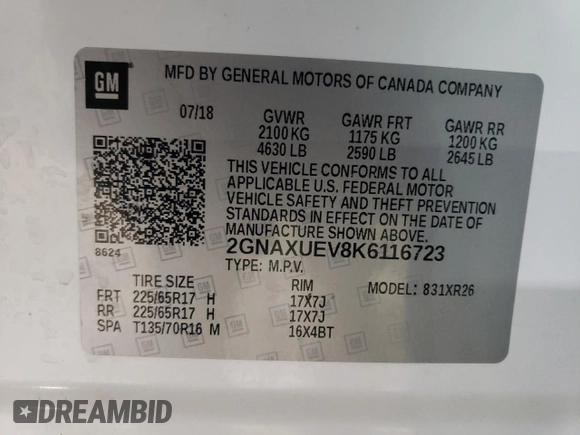 GM
MFD BY GENERAL MOTORS OF CANADA COMPANY
07/18 GVWR GAWR FRT GAWR RR
2100 KG 1175 KG 1200 KG
4630 LB 2590 LB 2645 LB
THIS VEHICLE CONFORMS TO ALL
APPLICABLE U.S. FEDERAL MOTOR
VEHICLE SAFETY AND THEFT PREVENTION
STANDARDS IN EFFECT ON THE DATE OF
MANUFACTURE SHOWN ABOVE.
8624
2GNAXUEV8K6116723
TYPE: M.P.V. MODEL: 831XR26
TIRE SIZE RIM
FRT 225/65R17 H 17X7J
RR 225/65R17 H 17X7J
SPA T135/70R16 M 16X4BT
DREAMBID